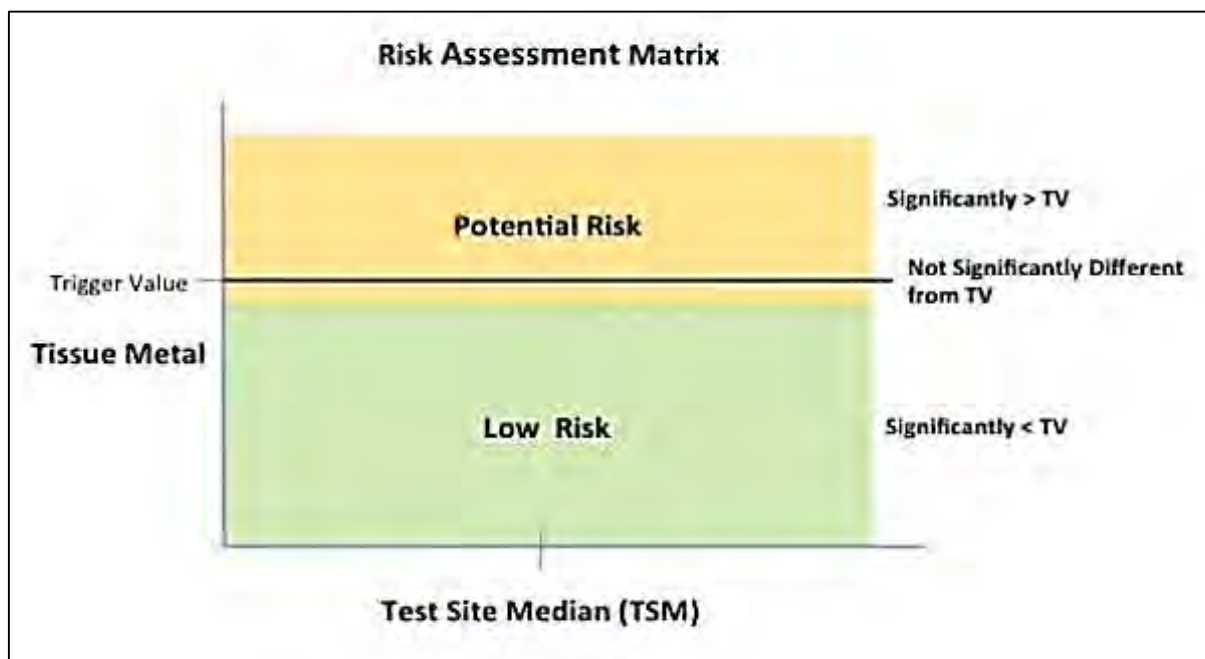 Risk Assessment Matrix
Significantly > TV
Potential Risk
Trigger Value
Not Significantly Different
from TV
Tissue Metal
Low Risk
Significantly < TV
Test Site Median (TSM)